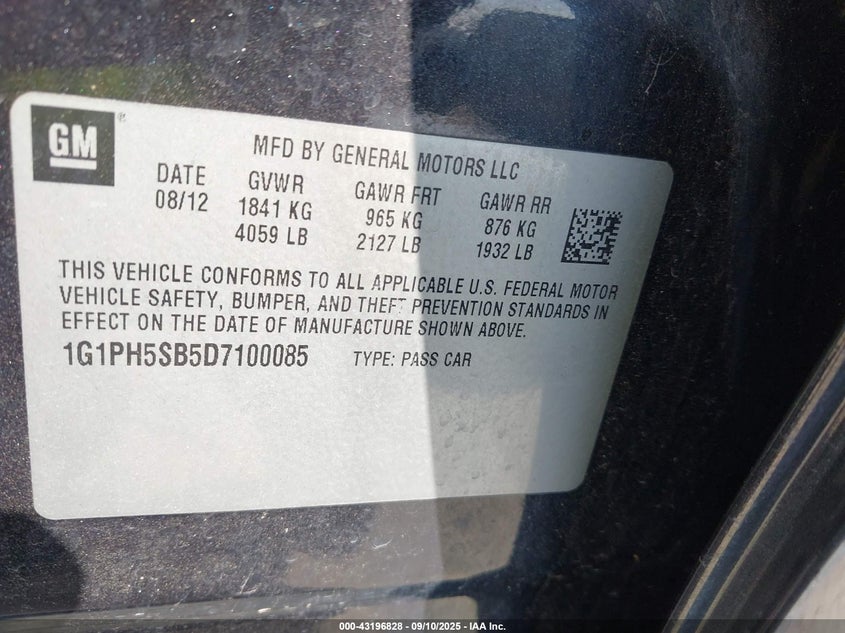 GM®
MFD BY GENERAL MOTORS LLC
DATE GVWR GAWR FRT GAWR RR
08/12 1841 KG 965 KG 876 KG
4059 LB 2127 LB 1932 LB
THIS VEHICLE CONFORMS TO ALL APPLICABLE U.S. FEDERAL MOTOR
VEHICLE SAFETY, BUMPER, AND THEFT PREVENTION STANDARDS IN
EFFECT ON THE DATE OF MANUFACTURE SHOWN ABOVE.
1G1PH5SB5D7100085 TYPE: PASS CAR
000-43196828 - 09/10/2025 - IAA Inc.